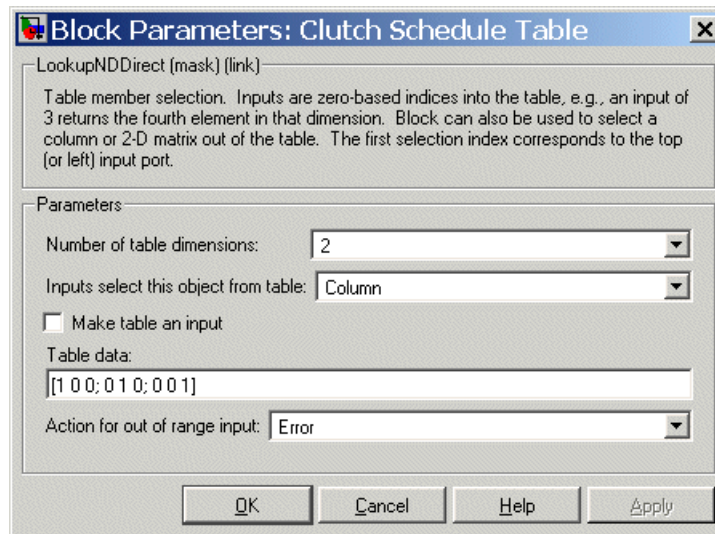 Block Parameters: Clutch Schedule Table
LookupNDDirect (mask) (link)
Table member selection. Inputs are zero-based indices into the table, e.g., an input of
3 returns the fourth element in that dimension. Block can also be used to select a
column or 2-D matrix out of the table. The first selection index corresponds to the top
(or left) input port.
Parameters
Number of table dimensions: 2
Inputs select this object from table: Column
Make table an input
Table data:
[1 0 0; 0 1 0; 0 0 1]
Action for out of range input: Error
OK Cancel Help Apply